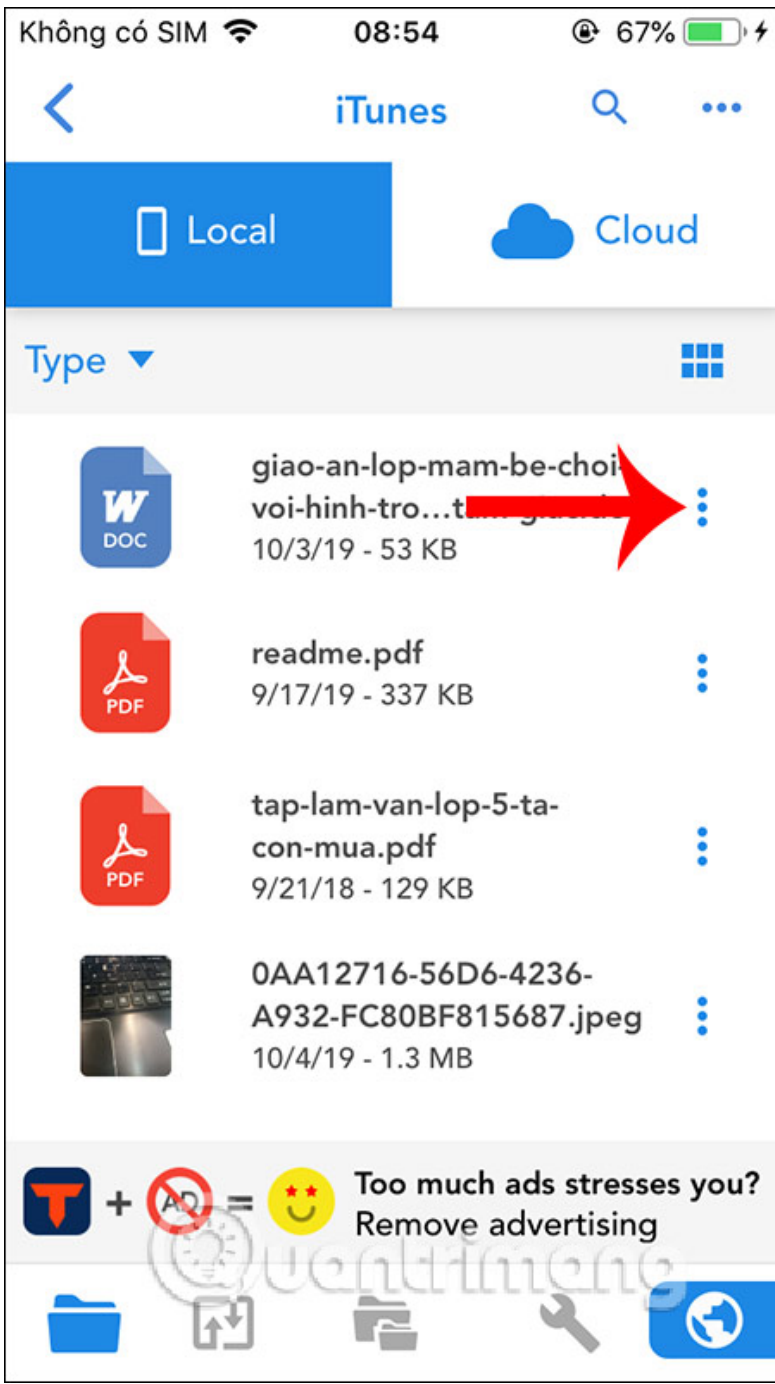 Không có SIM 08:54 67%
iTunes
Local
Cloud
Type
giao-an-lop-mam-be-choi-
voi-hinh-tro...
10/3/19 - 53 KB
W
DOC
readme.pdf
9/17/19 - 337 KB
PDF
tap-lam-van-lop-5-ta-
con-mua.pdf
9/21/18 - 129 KB
PDF
0AA12716-56D6-4236-
A932-FC80BF815687.jpeg
10/4/19 - 1.3 MB
T + AD =
Too much ads stresses you?
Remove advertising
Quantrimang